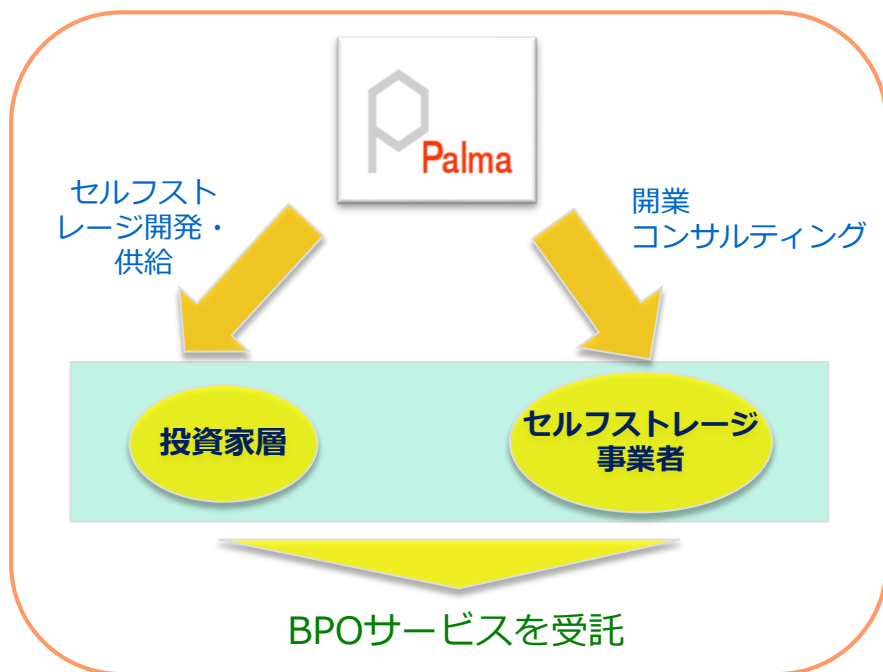 Palma
セルフスト
レージ開発・
供給
開業
コンサルティング
投資家層
セルフストレージ
事業者
BPOサービスを受託